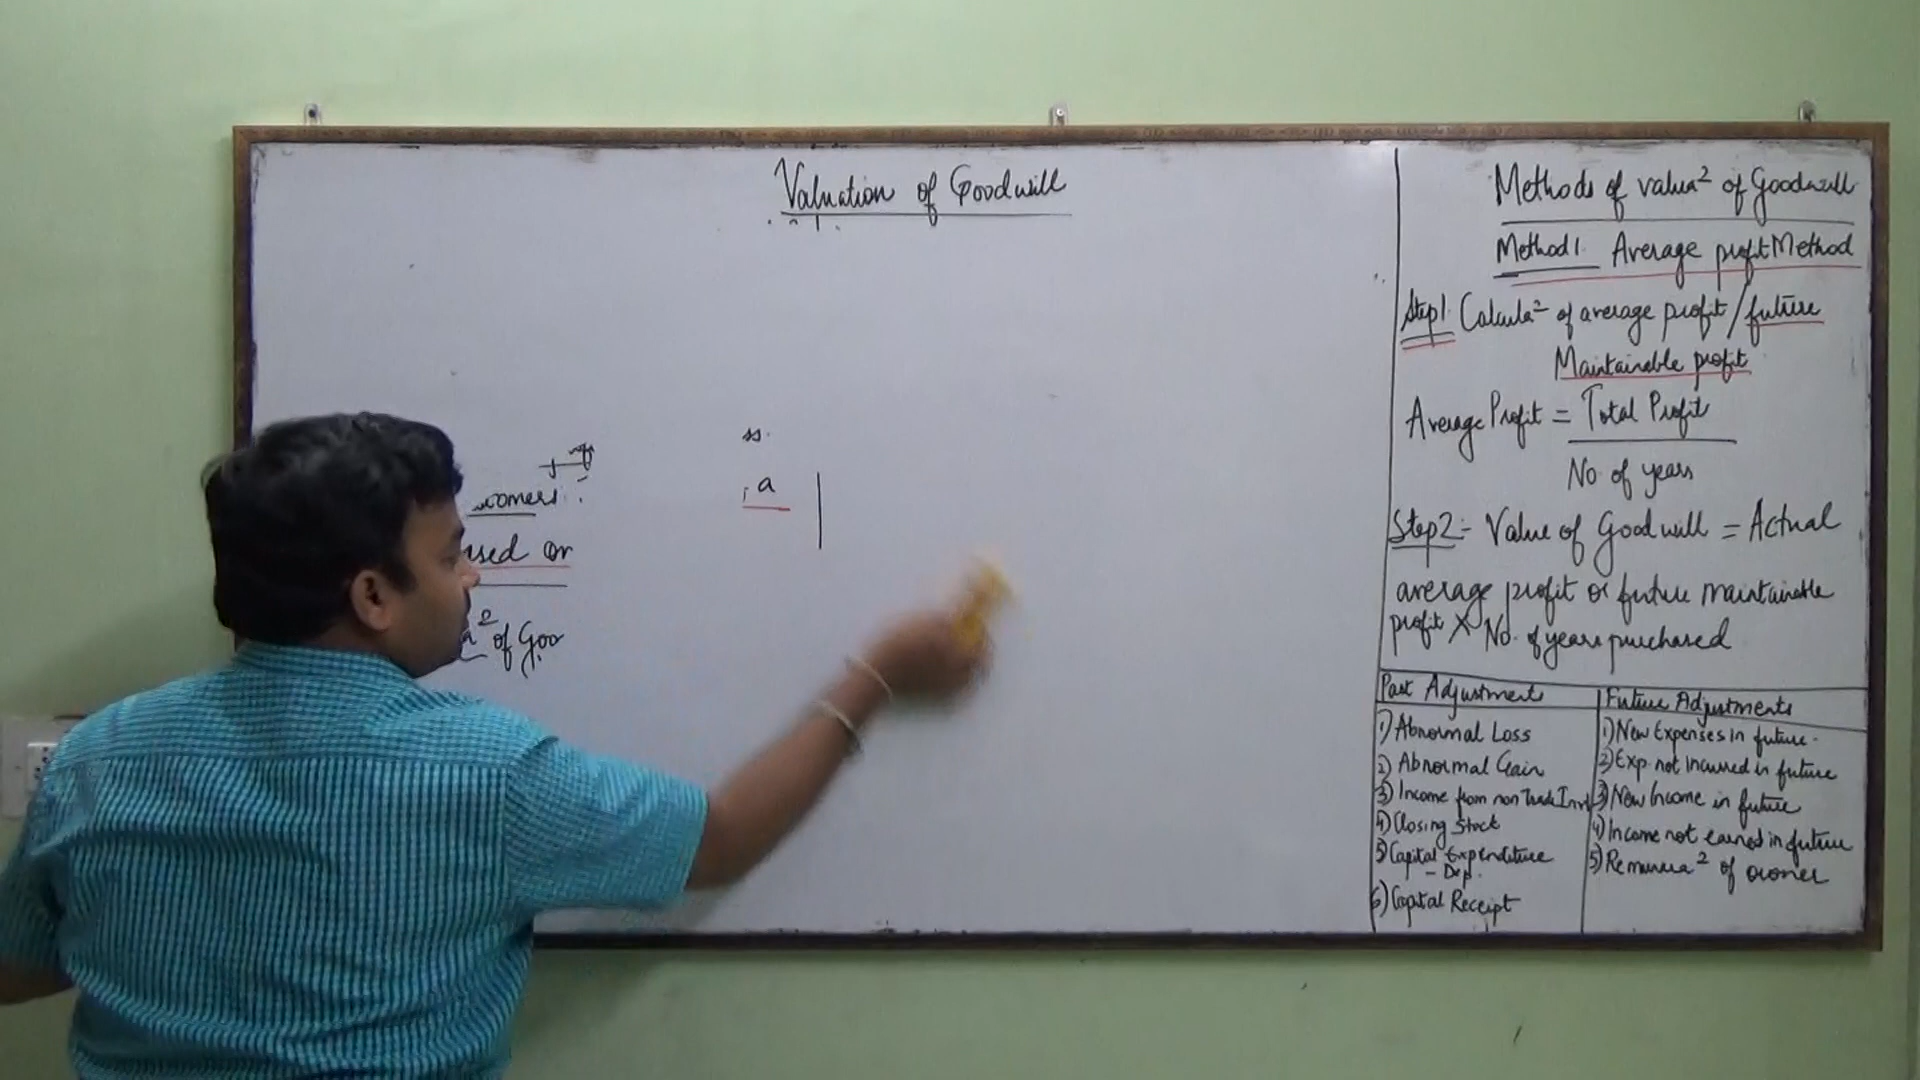 Valuation of Goodwill
ss.
a
comers :
used or
a² of Goo
Methods of valua² of Goodwill
Method 1. Average profit Method
Step 1. Calcula² of average profit / future
Maintainable profit
Average Profit = Total Profit
No. of years
Step 2:- Value of Goodwill = Actual
average profit or future maintainable
profit X No. of years purchased
Past Adjustments
1) Abnormal Loss
2) Abnormal Gain
3) Income from non Trade Inv
4) Closing Stock
5) Capital Expenditure
- Dep.
6) Capital Receipt
Future Adjustments
1) New Expenses in future.
2) Exp. not incurred in future
3) New Income in future
4) Income not earned in future
5) Remunera² of owner